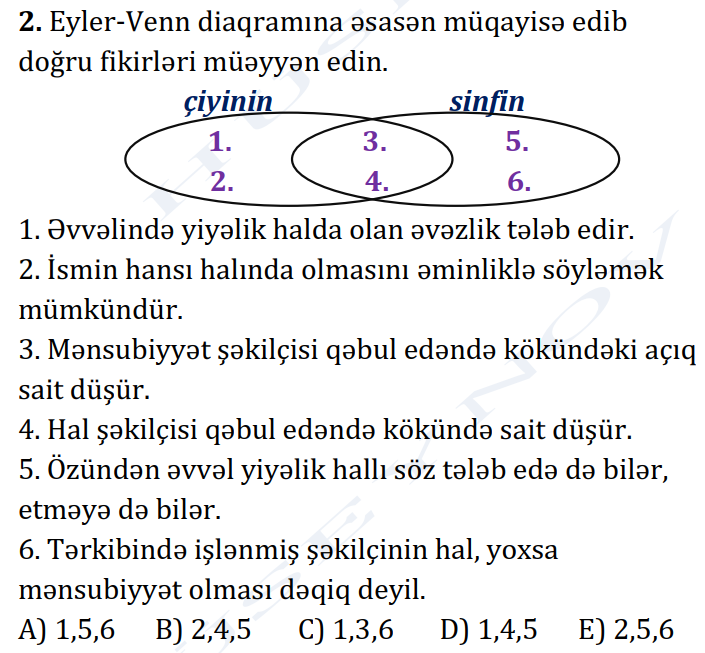 2. Eyler-Venn diaqramına əsasən müqayisə edib
doğru fikirləri müəyyən edin.
çiyinin sinfin
1. 3. 5.
2. 4. 6.
1. Əvvəlində yiyəlik halda olan əvəzlik tələb edir.
2. İsmin hansı halında olmasını əminliklə söyləmək
mümkündür.
3. Mənsubiyyət şəkilçisi qəbul edəndə kökündəki açıq
sait düşür.
4. Hal şəkilçisi qəbul edəndə kökündə sait düşür.
5. Özündən əvvəl yiyəlik hallı söz tələb edə də bilər,
etməyə də bilər.
6. Tərkibində işlənmiş şəkilçinin hal, yoxsa
mənsubiyyət olması dəqiq deyil.
A) 1,5,6 B) 2,4,5 C) 1,3,6 D) 1,4,5 E) 2,5,6